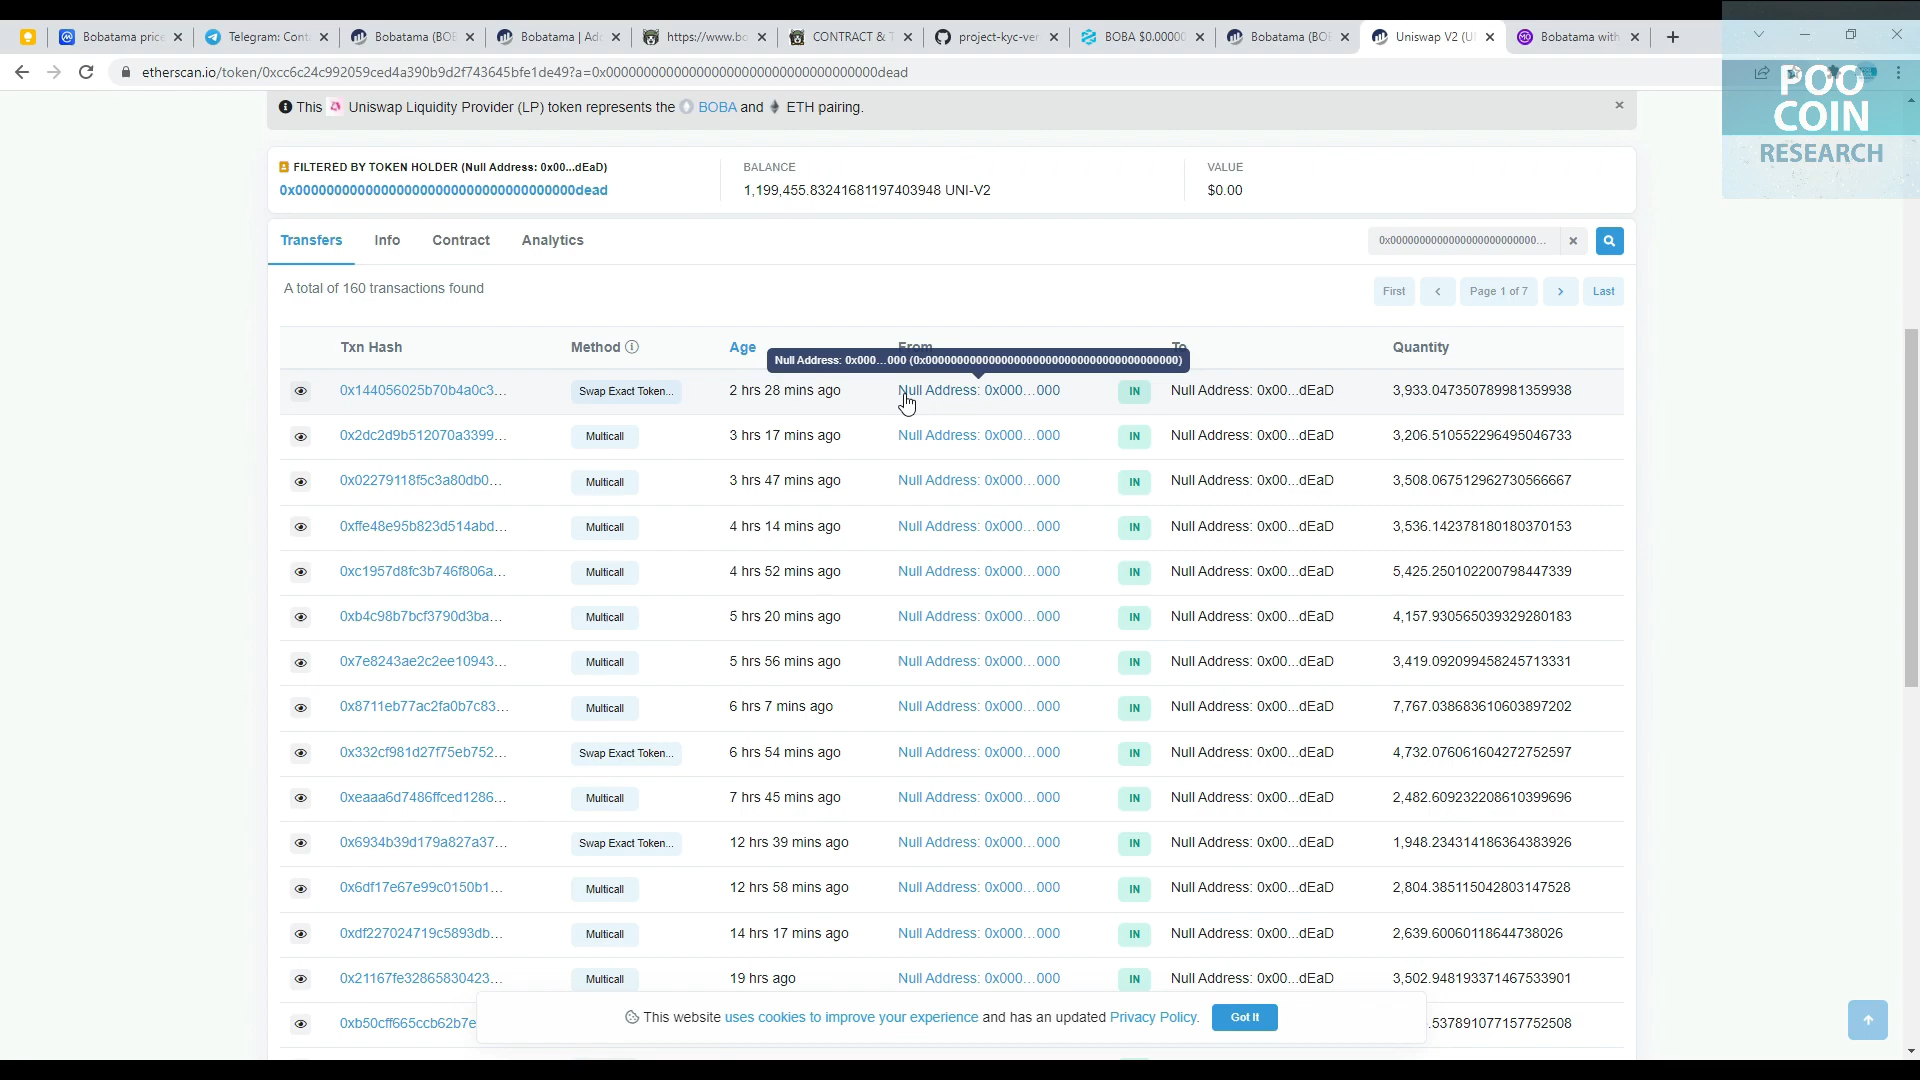 Bobatama price
Telegram: Cont
Bobatama (BOB
Bobatama | Ad
https://www.bo
CONTRACT & T
project-kyc-ver
BOBA $0.00000
Bobatama (BOB
Uniswap V2 (U
Bobatama with
etherscan.io/token/0xcc6c24c992059ced4a390b9d2f743645bfe1de49?a=0x000000000000000000000000000000000000dead
POO
COIN
RESEARCH
This Uniswap Liquidity Provider (LP) token represents the BOBA and ETH pairing.
FILTERED BY TOKEN HOLDER (Null Address: 0x00...dEaD)
0x000000000000000000000000000000000000dead
BALANCE
1,199,455.83241681197403948 UNI-V2
VALUE
$0.00
Transfers Info Contract Analytics
0x0000000000000000000000000...
A total of 160 transactions found
First Page 1 of 7 Last
Txn Hash Method Age From To Quantity
Null Address: 0x000...000 (0x0000000000000000000000000000000000000000)
0x144056025b70b4a0c3... Swap Exact Token... 2 hrs 28 mins ago Null Address: 0x000...000 IN Null Address: 0x00...dEaD 3,933.047350789981359938
0x2dc2d9b512070a3399... Multicall 3 hrs 17 mins ago Null Address: 0x000...000 IN Null Address: 0x00...dEaD 3,206.510552296495046733
0x02279118f5c3a80db0... Multicall 3 hrs 47 mins ago Null Address: 0x000...000 IN Null Address: 0x00...dEaD 3,508.067512962730566667
0xffe48e95b823d514abd... Multicall 4 hrs 14 mins ago Null Address: 0x000...000 IN Null Address: 0x00...dEaD 3,536.142378180180370153
0xc1957d8fc3b746f806a... Multicall 4 hrs 52 mins ago Null Address: 0x000...000 IN Null Address: 0x00...dEaD 5,425.250102200798447339
0xb4c98b7bcf3790d3ba... Multicall 5 hrs 20 mins ago Null Address: 0x000...000 IN Null Address: 0x00...dEaD 4,157.930565039329280183
0x7e8243ae2c2ee10943... Multicall 5 hrs 56 mins ago Null Address: 0x000...000 IN Null Address: 0x00...dEaD 3,419.092099458245713331
0x8711eb77ac2fa0b7c83... Multicall 6 hrs 7 mins ago Null Address: 0x000...000 IN Null Address: 0x00...dEaD 7,767.038683610603897202
0x332cf981d27f75eb752... Swap Exact Token... 6 hrs 54 mins ago Null Address: 0x000...000 IN Null Address: 0x00...dEaD 4,732.076061604272752597
0xeaaa6d7486ffced1286... Multicall 7 hrs 45 mins ago Null Address: 0x000...000 IN Null Address: 0x00...dEaD 2,482.609232208610399696
0x6934b39d179a827a37... Swap Exact Token... 12 hrs 39 mins ago Null Address: 0x000...000 IN Null Address: 0x00...dEaD 1,948.234314186364383926
0x6df17e67e99c0150b1... Multicall 12 hrs 58 mins ago Null Address: 0x000...000 IN Null Address: 0x00...dEaD 2,804.385115042803147528
0xdf227024719c5893db... Multicall 14 hrs 17 mins ago Null Address: 0x000...000 IN Null Address: 0x00...dEaD 2,639.60060118644738026
0x21167fe32865830423... Multicall 19 hrs ago Null Address: 0x000...000 IN Null Address: 0x00...dEaD 3,502.948193371467533901
0xb50cff665ccb62b7e .537891077157752508
This website uses cookies to improve your experience and has an updated Privacy Policy. Got It